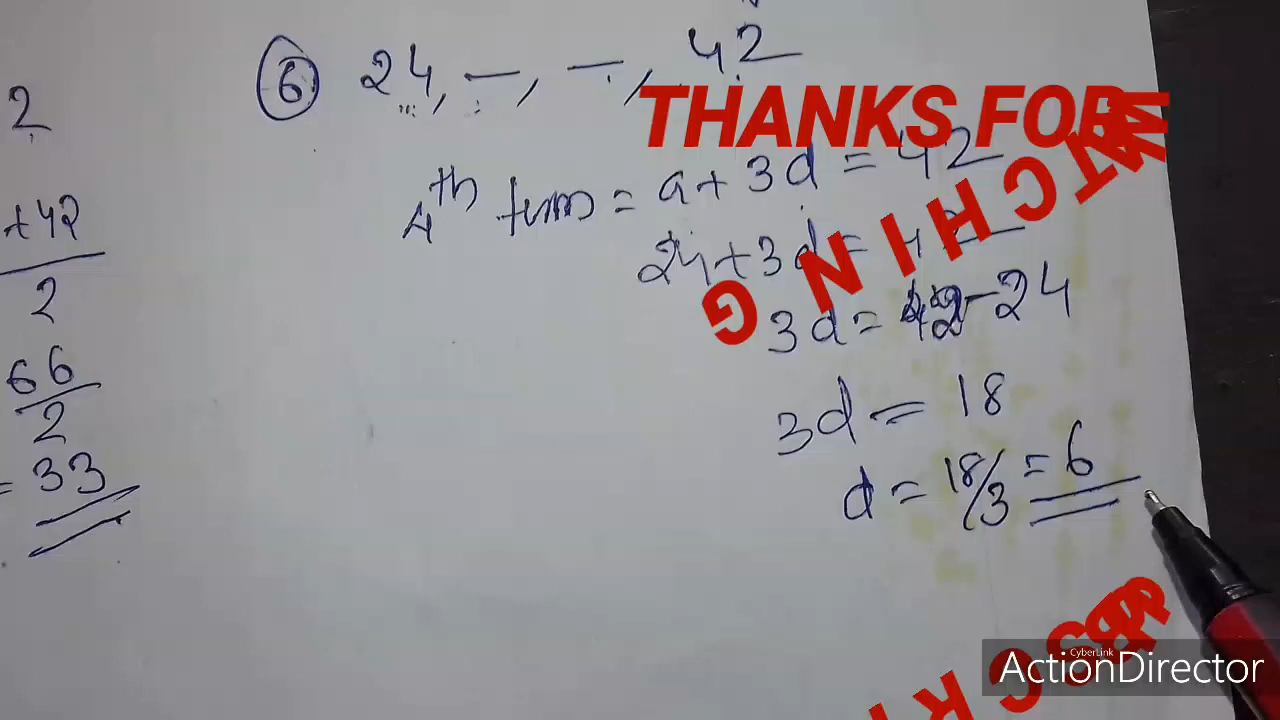 2
+42
2
66
2
= 33
6 24, —, —, 42
4th term = a + 3d = 42
24 + 3d = 42
3d = 42 - 24
3d = 18
d = 18/3 = 6
THANKS FOR
WATCHING
CyberLink
ActionDirector